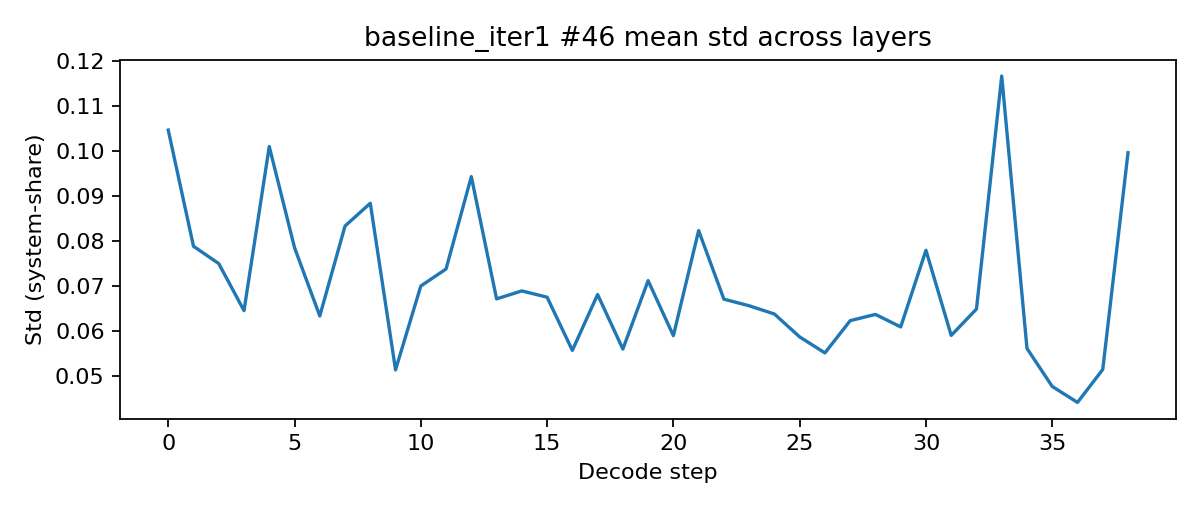 baseline_iter1 #46 mean std across layers
0.12
0.11
0.10
0.09
0.08
0.07
0.06
0.05
Std (system-share)
0 5 10 15 20 25 30 35
Decode step